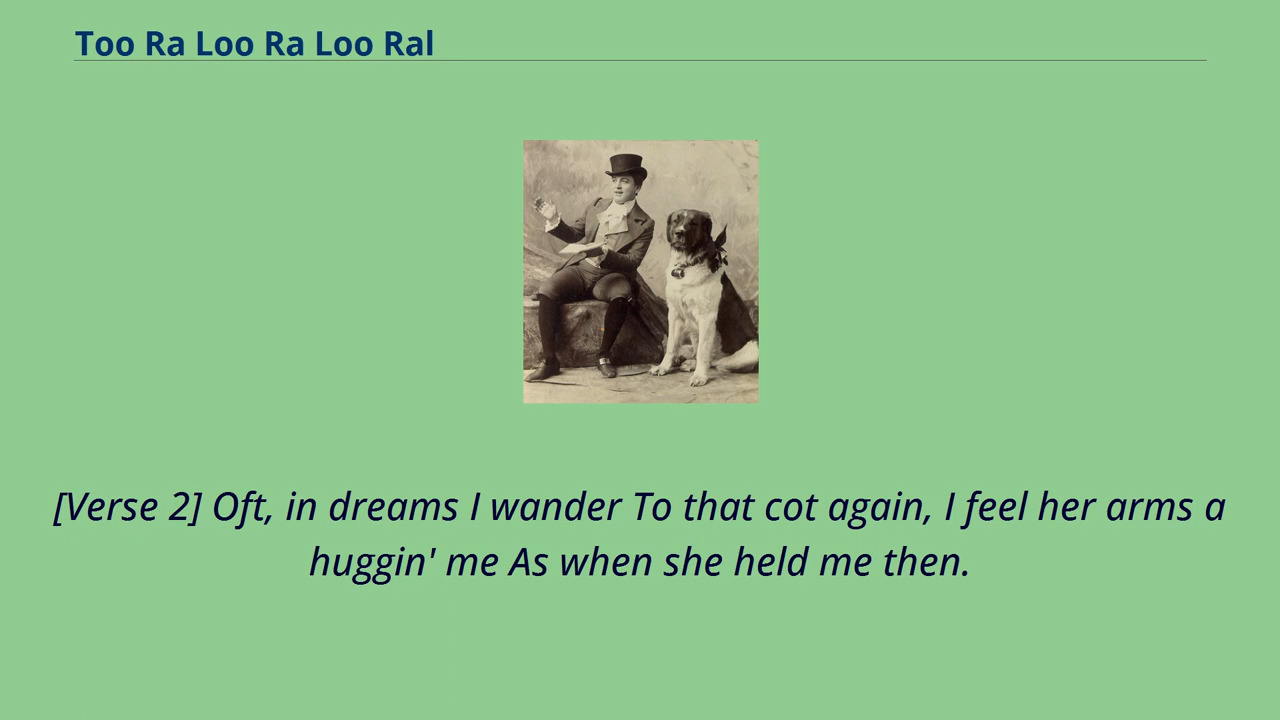 Too Ra Loo Ra Loo Ral
[Verse 2] Oft, in dreams I wander To that cot again, I feel her arms a
huggin' me As when she held me then.